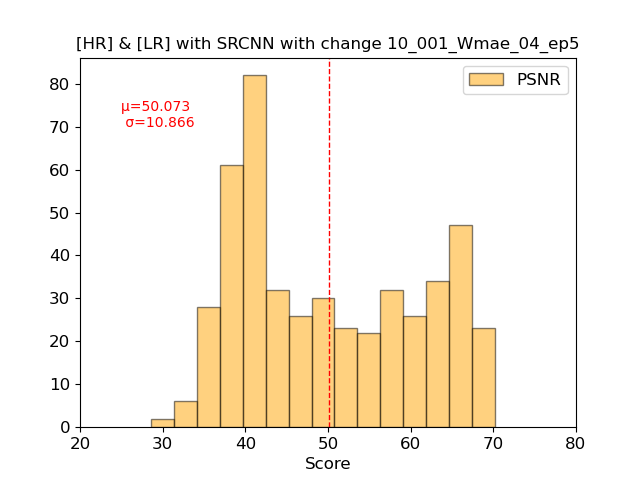 [HR] & [LR] with SRCNN with change 10_001_Wmae_04_ep5
PSNR
μ=50.073
σ=10.866
80
70
60
50
40
30
20
10
0
20 30 40 50 60 70 80
Score